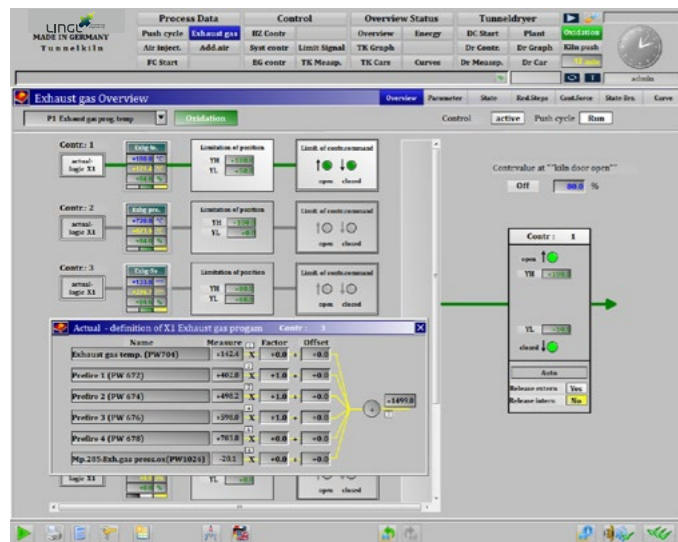 LINGL
MADE IN GERMANY
Tunnelkiln
Process Data Control Overview Status Tunneldryer
Push cycle Exhaust gas BZ Contr Overview Energy DC Start Plant Oxidation
Air inject. Add.air Syst contr Limit Signal TK Graph Dr Contr. Dr Graph Kiln push
FC Start EG contr TK Measp. TK Care Curves Dr Measp. Dr Car
admin
Exhaust gas Overview
Overview Parameter State Red.Steps Cont.force State Brs. Curve
P1 Exhaust gas prog. temp Oxidation Control active Push cycle Run
Contr.: 1
actual-
logic X1
Limitation of position
YH
YL
Limit of contr.command
open closed
Contr.: 2
actual-
logic X1
Limitation of position
YH
YL
Limit of contr.command
open closed
Contr.: 3
actual-
logic X1
Limitation of position
YH
YL
Limit of contr.command
open closed
Contrvalue at ""kiln door open""
Off 80.0 %
Contr : 1
open
YH
YL
closed
Auto
Release extern Yes
Release intern No
Actual - definition of X1 Exhaust gas progam Contr : 3
Name Measure Factor Offset
Exhaust gas temp. (PW704) +142.4 X +0.0 + +0.0
Prefire 1 (PW 672) +402.8 X +1.0 + +0.0
Prefire 2 (PW 674) +498.2 X +1.0 + +0.0
Prefire 3 (PW 676) +598.0 X +1.0 + +0.0
Prefire 4 (PW 678) +703.8 X +0.0 + +0.0
Mp.205:Exh.gas press.ox(PW1026) -20.1 X +0.0 + +0.0
+1499.0
logic X1
YL
open closed